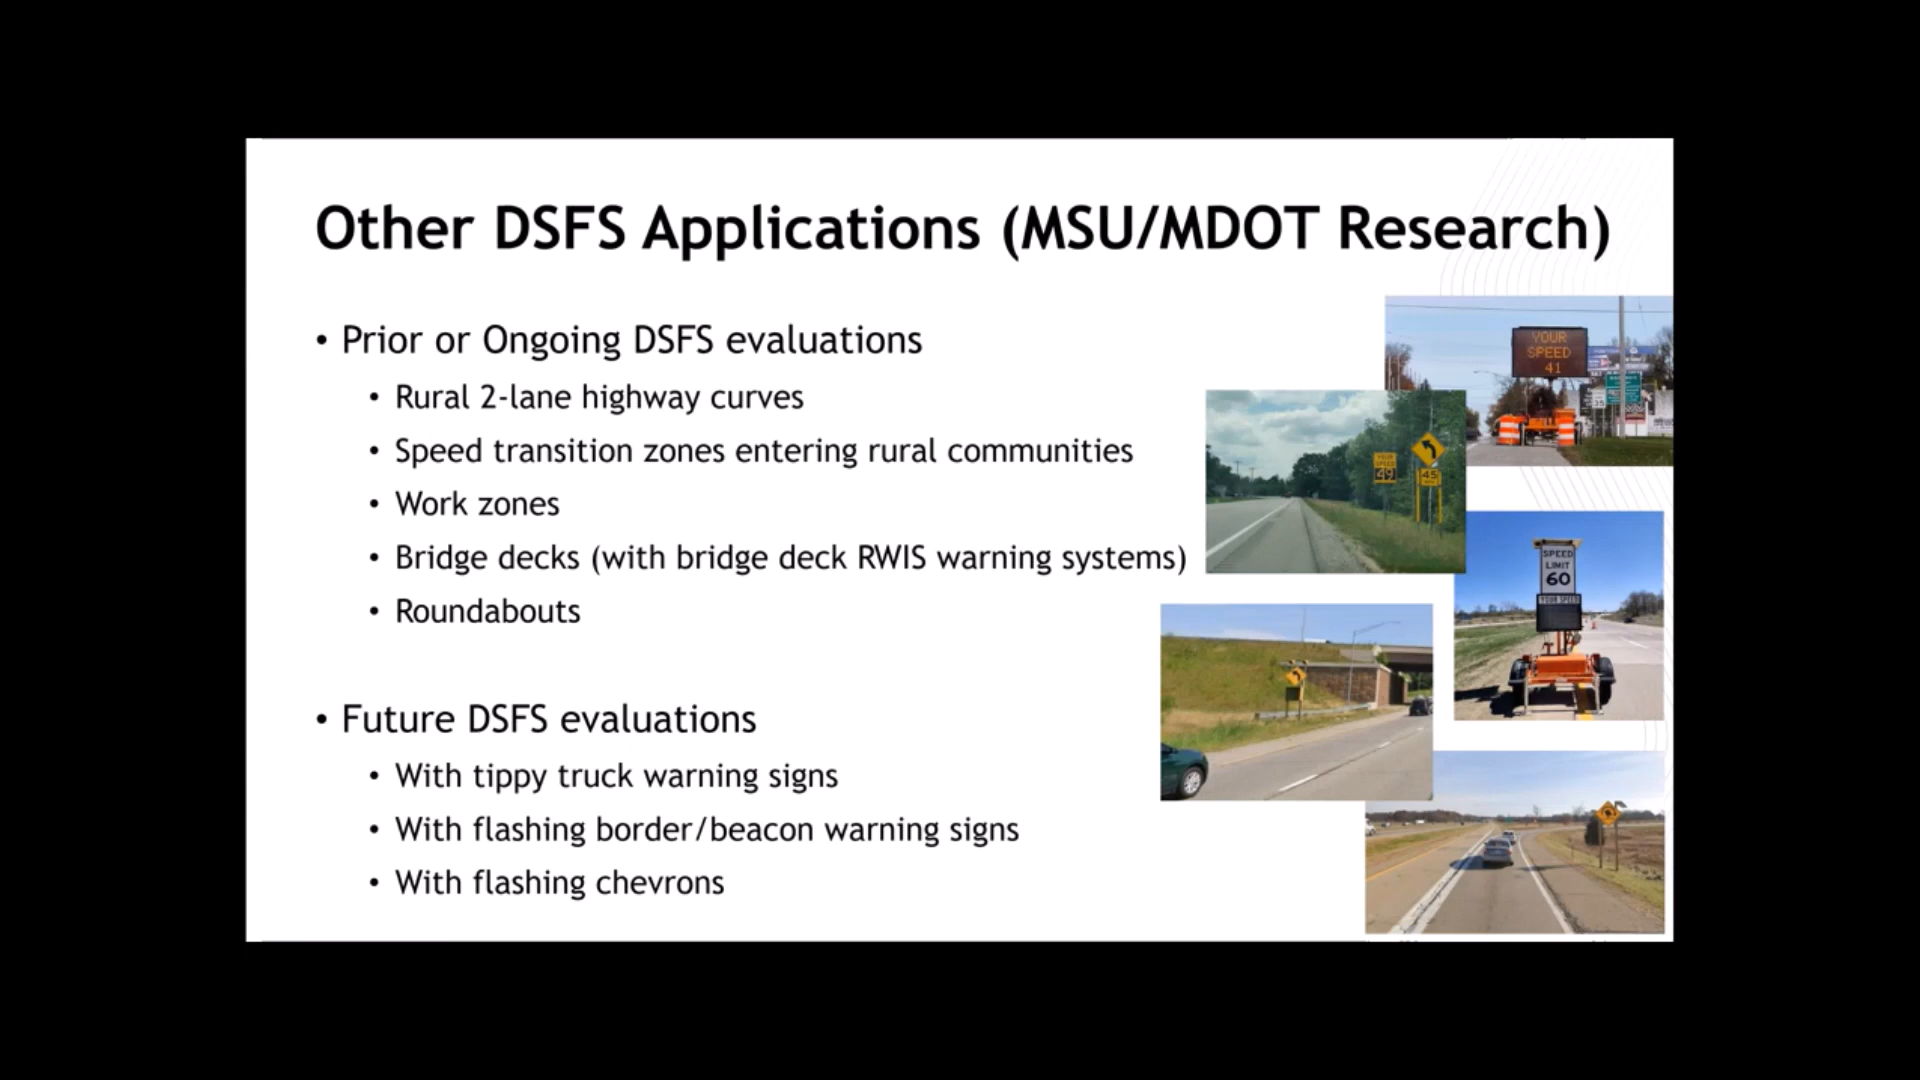 Other DSFS Applications (MSU/MDOT Research)
• Prior or Ongoing DSFS evaluations
• Rural 2-lane highway curves
• Speed transition zones entering rural communities
• Work zones
• Bridge decks (with bridge deck RWIS warning systems)
• Roundabouts
• Future DSFS evaluations
• With tippy truck warning signs
• With flashing border/beacon warning signs
• With flashing chevrons
YOUR
SPEED
41
35
YOUR
SPEED
49
45
SPEED
LIMIT
60
YOUR SPEED